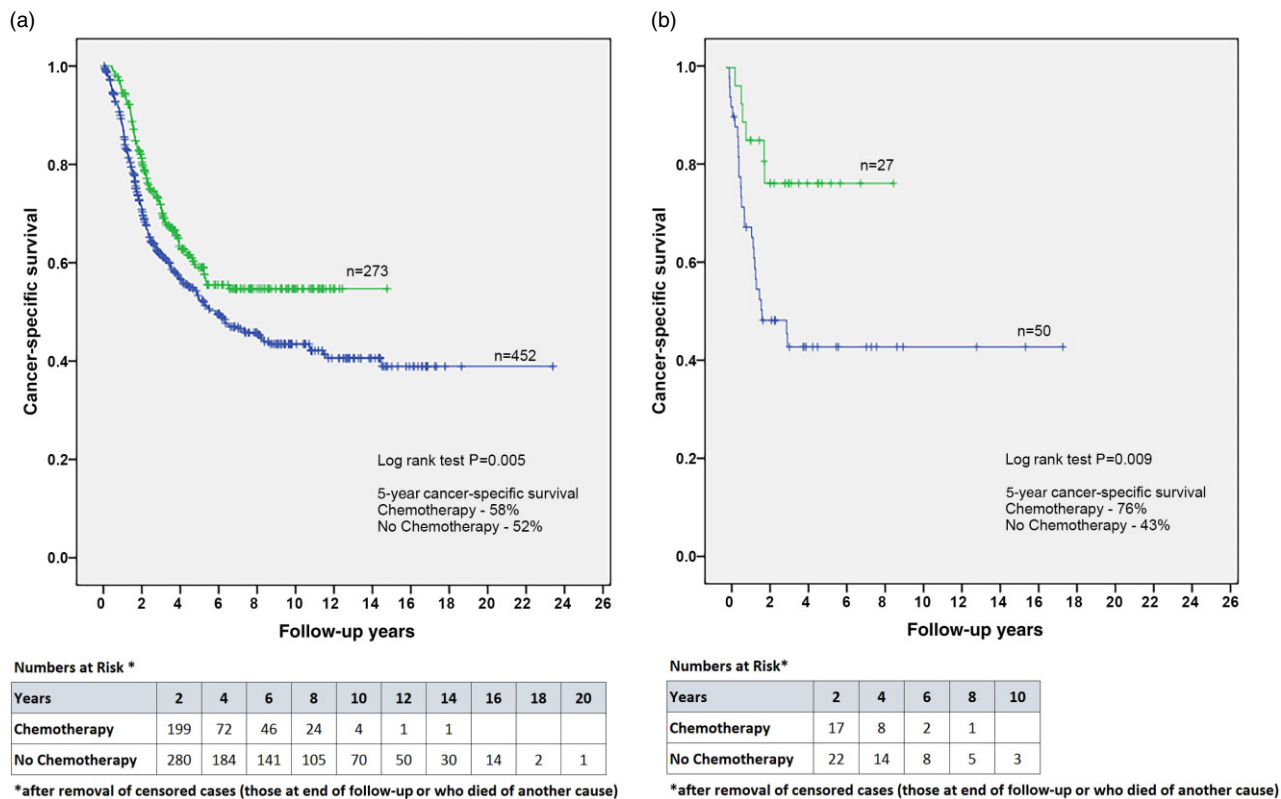 (a)
1.0
0.8
0.6
0.4
0.2
0.0
Cancer-specific survival
n=273
n=452
Log rank test P=0.005
5-year cancer-specific survival
Chemotherapy - 58%
No Chemotherapy - 52%
0 2 4 6 8 10 12 14 16 18 20 22 24 26
Follow-up years
Numbers at Risk *
Years 2 4 6 8 10 12 14 16 18 20
Chemotherapy 199 72 46 24 4 1 1
No Chemotherapy 280 184 141 105 70 50 30 14 2 1
*after removal of censored cases (those at end of follow-up or who died of another cause)
(b)
1.0
0.8
0.6
0.4
0.2
0.0
Cancer-specific survival
n=27
n=50
Log rank test P=0.009
5-year cancer-specific survival
Chemotherapy - 76%
No Chemotherapy - 43%
0 2 4 6 8 10 12 14 16 18 20 22 24 26
Follow-up years
Numbers at Risk*
Years 2 4 6 8 10
Chemotherapy 17 8 2 1
No Chemotherapy 22 14 8 5 3
*after removal of censored cases (those at end of follow-up or who died of another cause)